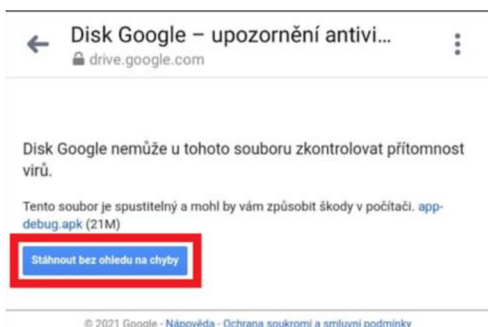 Disk Google – upozornění antivi...
drive.google.com
Disk Google nemůže u tohoto souboru zkontrolovat přítomnost
virů.
Tento soubor je spustitelný a mohl by vám způsobit škody v počítači. app-
debug.apk (21M)
Stáhnout bez ohledu na chyby
© 2021 Google - Nápověda - Ochrana soukromí a smluvní podmínky